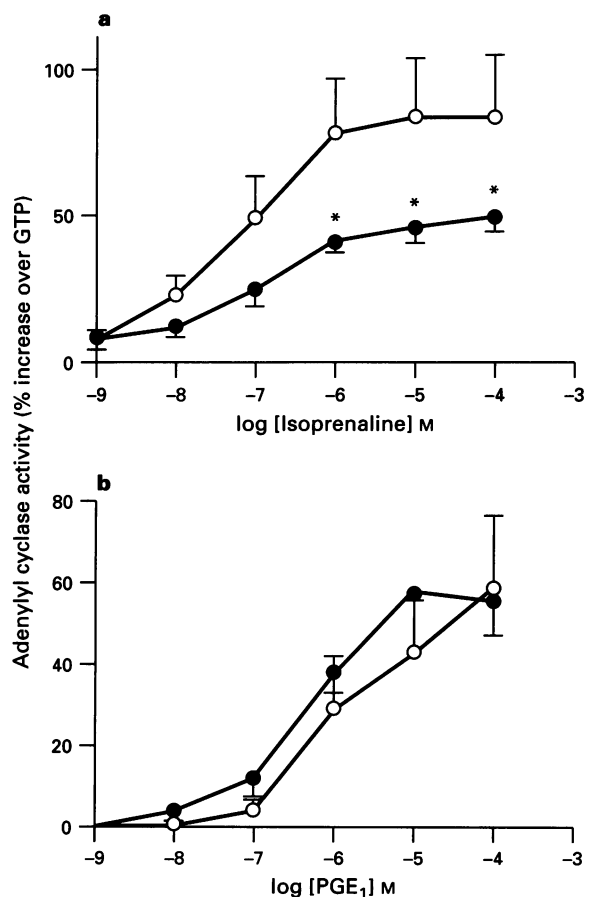 a
Adenylyl cyclase activity (% increase over GTP)
100
50
0
* * *
–9 –8 –7 –6 –5 –4 –3
log [Isoprenaline] M
b
80
60
40
20
0
–9 –8 –7 –6 –5 –4 –3
log [PGE₁] M